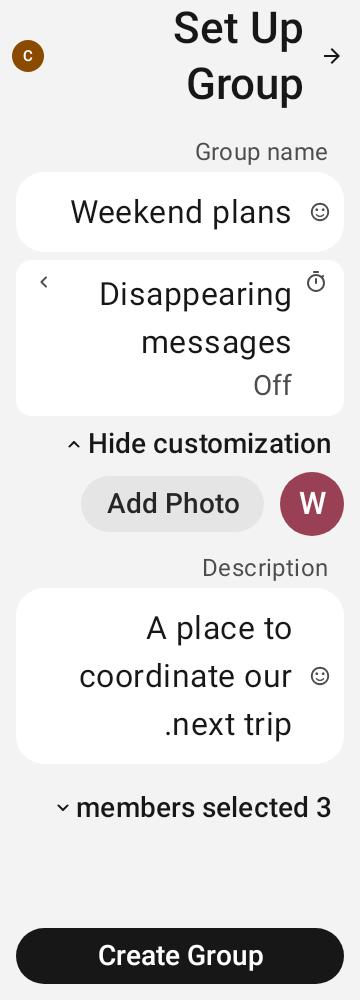 Set Up
Group
C
Group name
Weekend plans
Disappearing
messages
Off
Hide customization
Add Photo
W
Description
A place to
coordinate our
.next trip
members selected 3
Create Group